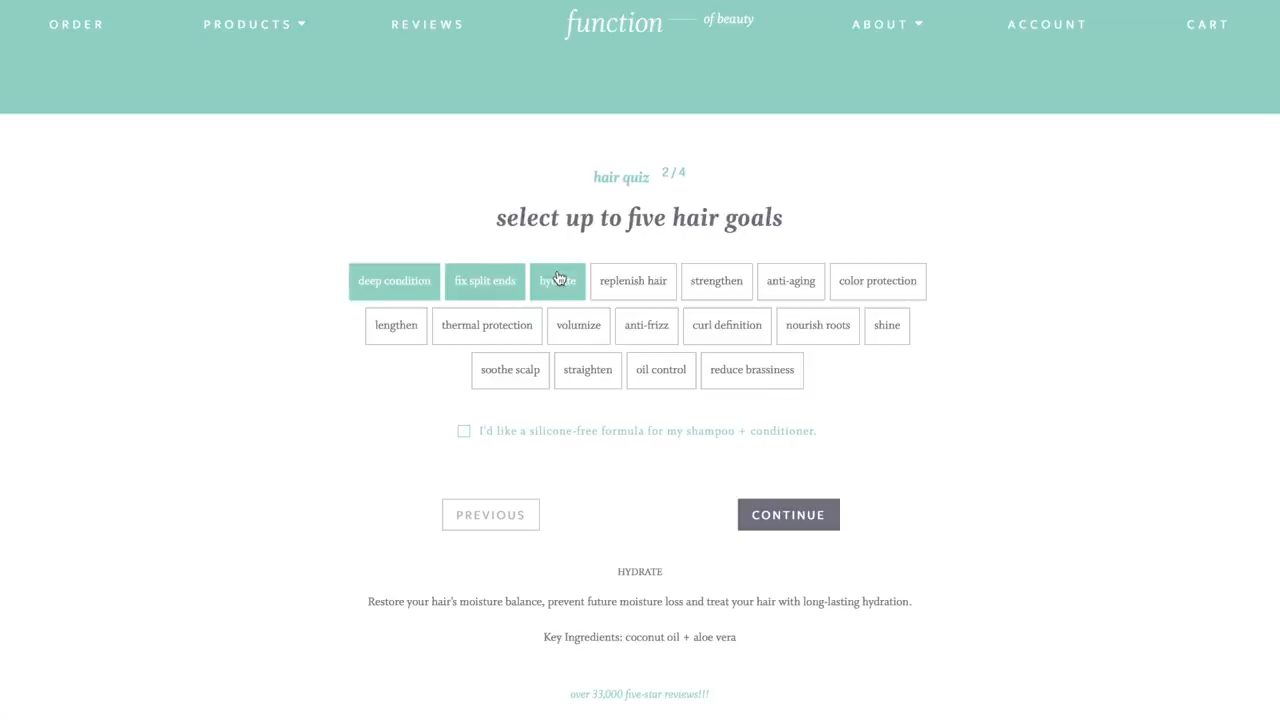 ORDER PRODUCTS REVIEWS function of beauty ABOUT ACCOUNT CART
hair quiz 2/4
select up to five hair goals
deep condition fix split ends replenish hair strengthen anti-aging color protection
lengthen thermal protection volumize anti-frizz curl definition nourish roots shine
soothe scalp straighten oil control reduce brassiness
I'd like a silicone-free formula for my shampoo + conditioner.
PREVIOUS CONTINUE
HYDRATE
Restore your hair's moisture balance, prevent future moisture loss and treat your hair with long-lasting hydration.
Key Ingredients: coconut oil + aloe vera
over 33,000 five-star reviews!!!